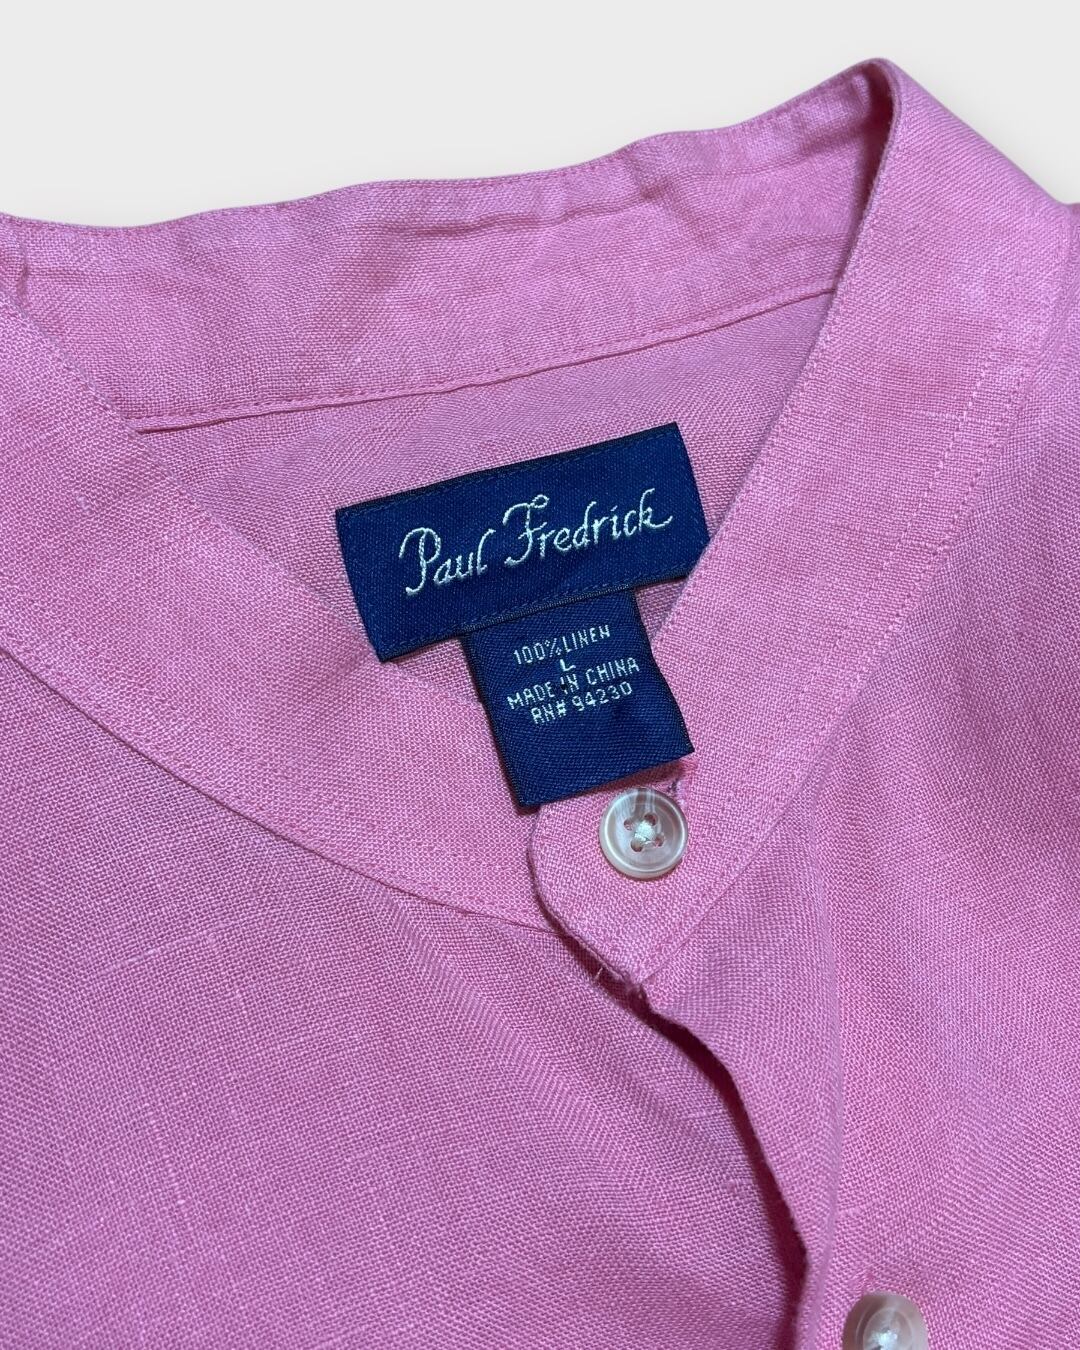 Paul Fredrick
100% LINEN
L
MADE IN CHINA
RN# 94230